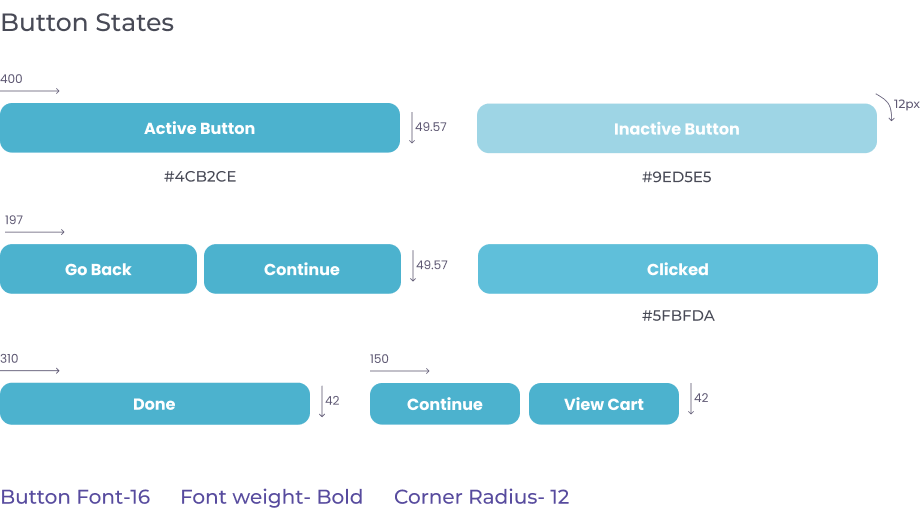 Button States
400
12px
Active Button
49.57
Inactive Button
#4CB2CE
#9ED5E5
197
Go Back
Continue
49.57
Clicked
#5FBFDA
310
150
Done
42
Continue
View Cart
42
Button Font-16
Font weight- Bold
Corner Radius- 12